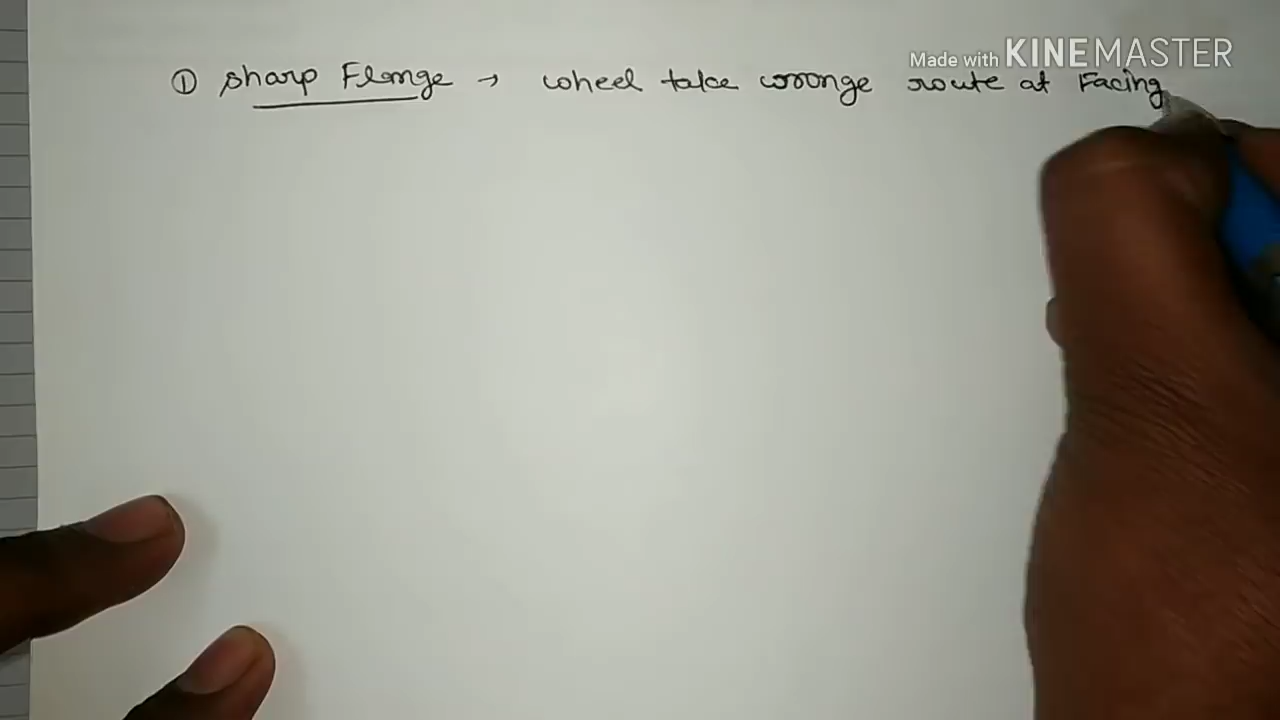 Made with KINEMASTER
① sharp Flange → wheel take wronge route at Facing